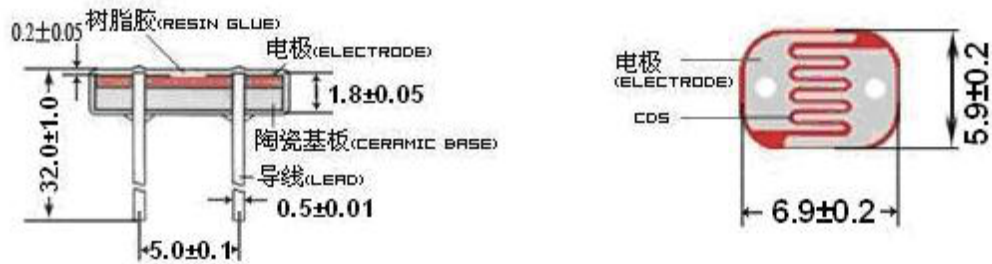 树脂胶(RESIN GLUE)
0.2±0.05
电极(ELECTRODE)
1.8±0.05
32.0±1.0
陶瓷基板(CERAMIC BASE)
导线(LEAD)
0.5±0.01
5.0±0.1
电极
(ELECTRODE)
CDS
5.9±0.2
6.9±0.2